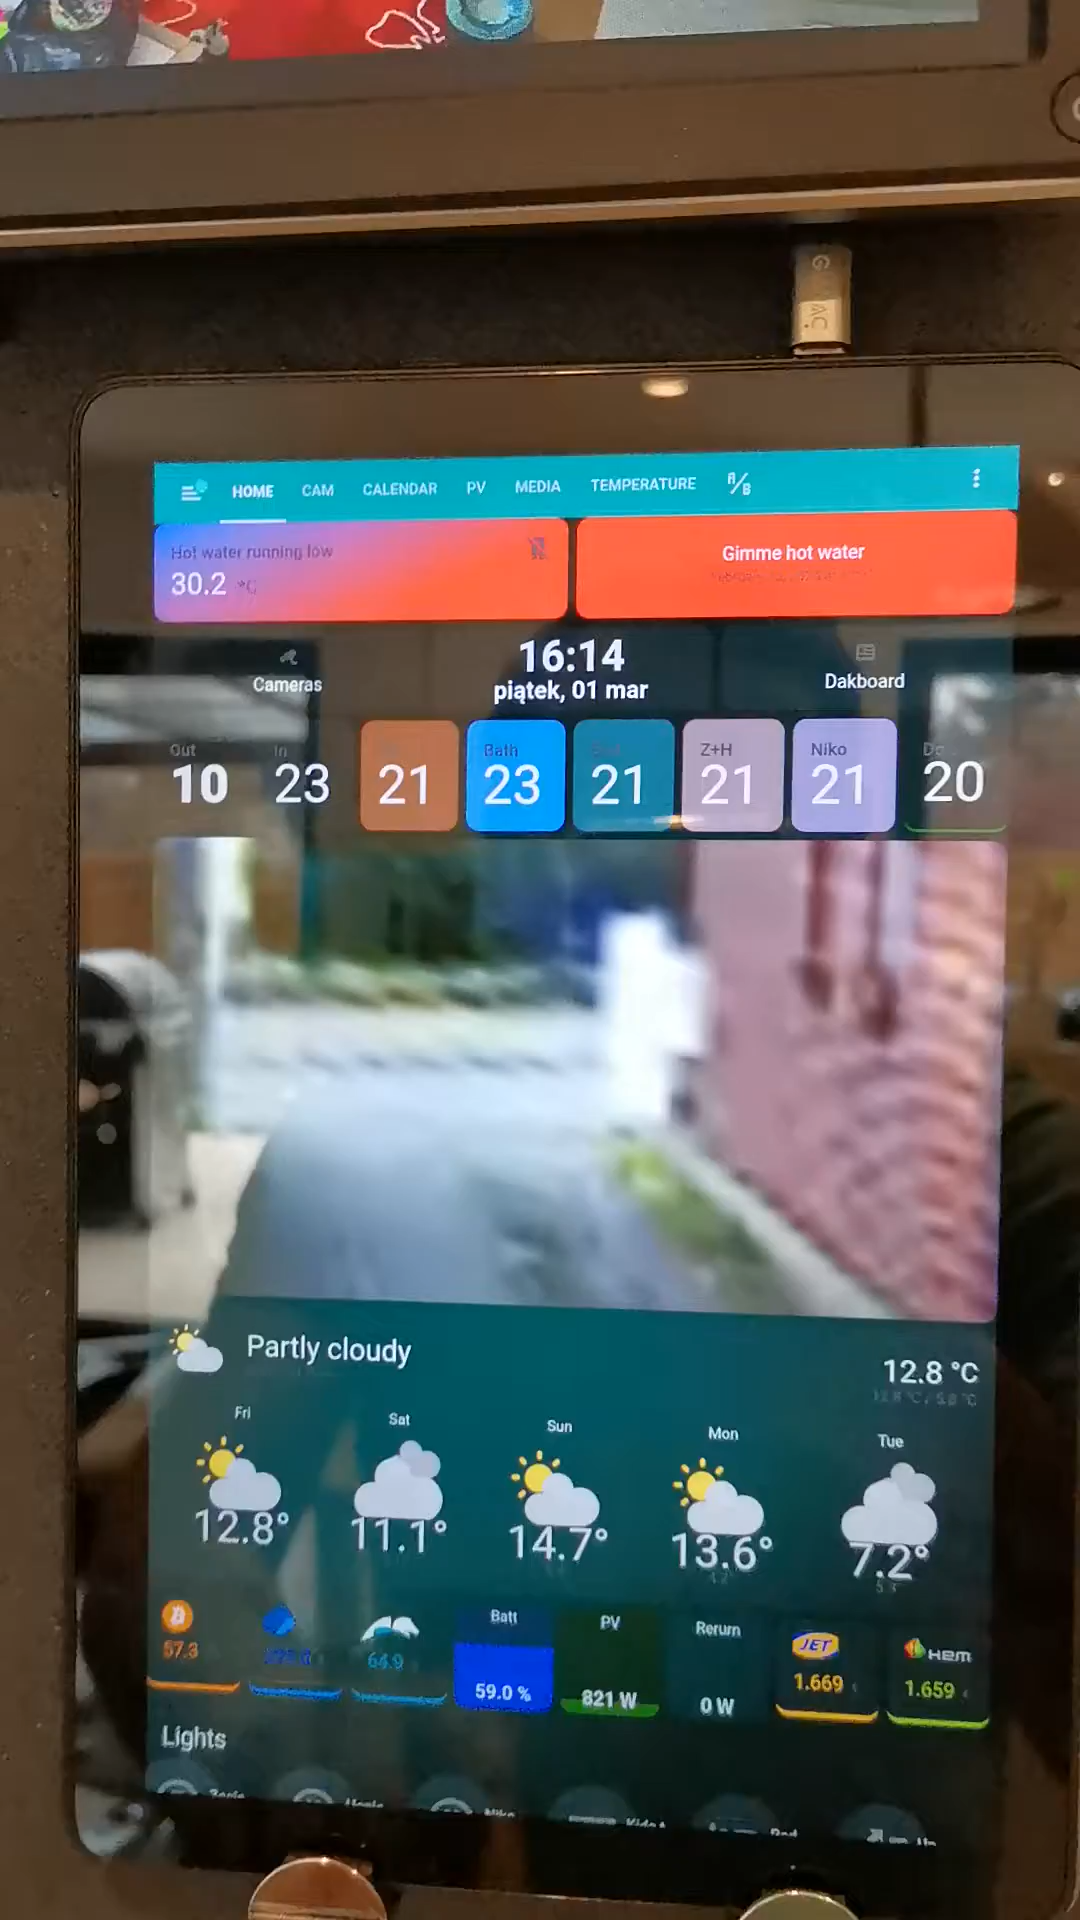 HOME CAM CALENDAR PV MEDIA TEMPERATURE A/B
Hot water running low
30.2 °C
Gimme hot water
16:14
piątek, 01 mar
Cameras
Dakboard
Out
10
In
23
21
Bath
23
21
Z+H
21
Niko
21
20
Partly cloudy
12.8 °C
Fri Sat Sun Mon Tue
12.8° 11.1° 14.7° 13.6° 7.2°
57.3
64.9
Batt
59.0 %
PV
821 W
Rerurn
0 W
JET
1.669
HEM
1.659
Lights